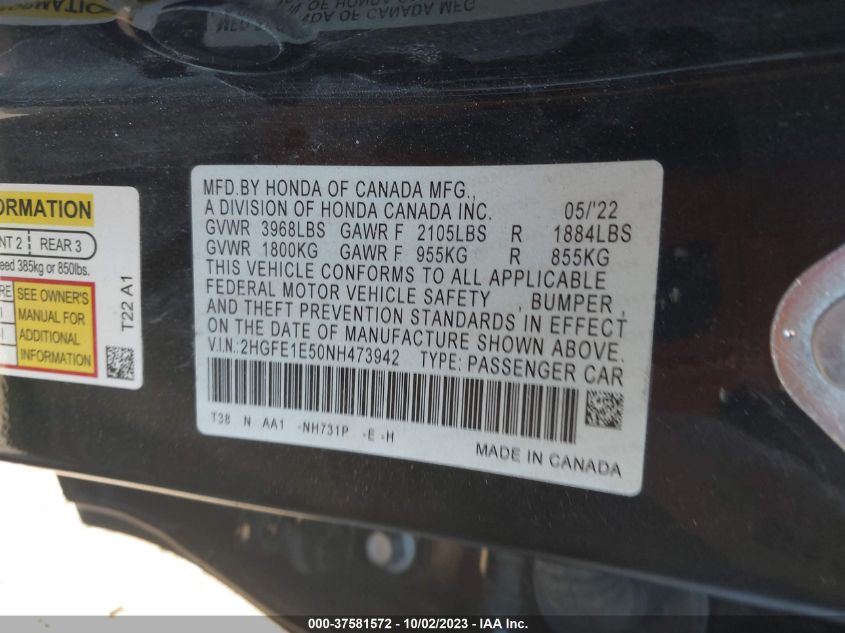 ORMATION
NT 2 REAR 3
eed 385kg or 850lbs.
RE SEE OWNER'S
MANUAL FOR
ADDITIONAL
INFORMATION
T22 A1
MFD.BY HONDA OF CANADA MFG.,
A DIVISION OF HONDA CANADA INC. 05/'22
GVWR 3968LBS GAWR F 2105LBS R 1884LBS
GVWR 1800KG GAWR F 955KG R 855KG
THIS VEHICLE CONFORMS TO ALL APPLICABLE
FEDERAL MOTOR VEHICLE SAFETY , BUMPER ,
AND THEFT PREVENTION STANDARDS IN EFFECT
ON THE DATE OF MANUFACTURE SHOWN ABOVE.
V.I.N.:2HGFE1E50NH473942 TYPE: PASSENGER CAR
T38 N AA1 -NH731P -E -H
MADE IN CANADA
000-37581572 - 10/02/2023 - IAA Inc.